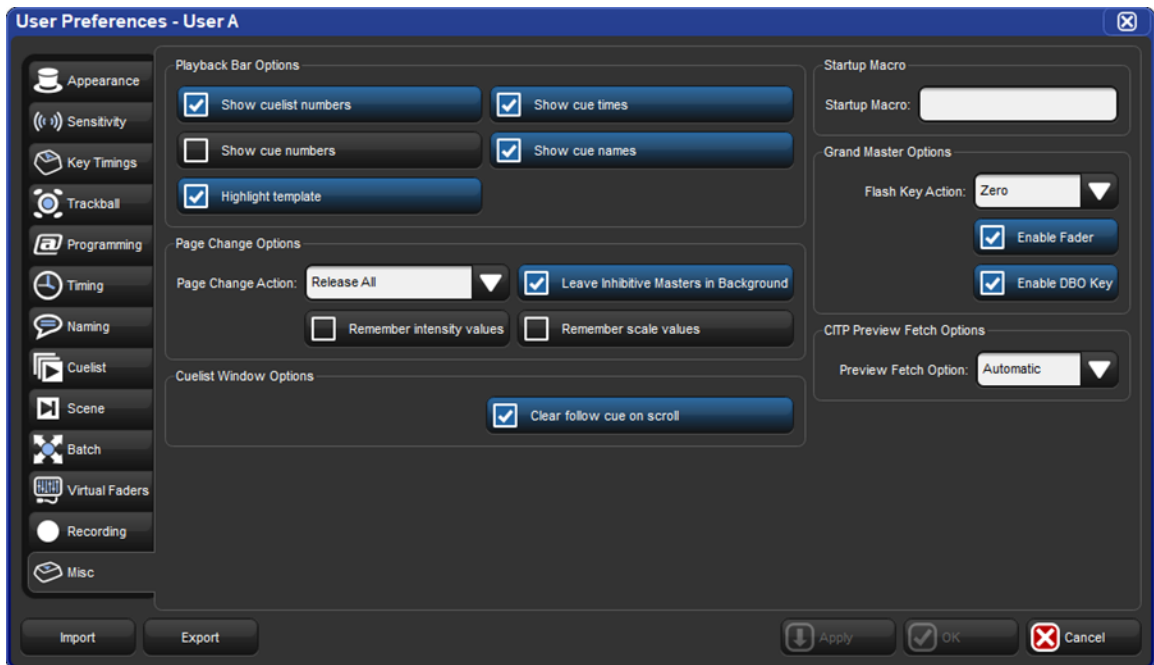 User Preferences - User A
Appearance
Sensitivity
Key Timings
Trackball
Programming
Timing
Naming
Cuelist
Scene
Batch
Virtual Faders
Recording
Misc
Playback Bar Options
Show cuelist numbers
Show cue times
Show cue numbers
Show cue names
Highlight template
Page Change Options
Page Change Action: Release All
Leave Inhibitive Masters in Background
Remember intensity values
Remember scale values
Cuelist Window Options
Clear follow cue on scroll
Startup Macro
Startup Macro:
Grand Master Options
Flash Key Action: Zero
Enable Fader
Enable DBO Key
CITP Preview Fetch Options
Preview Fetch Option: Automatic
Import
Export
Apply
OK
Cancel